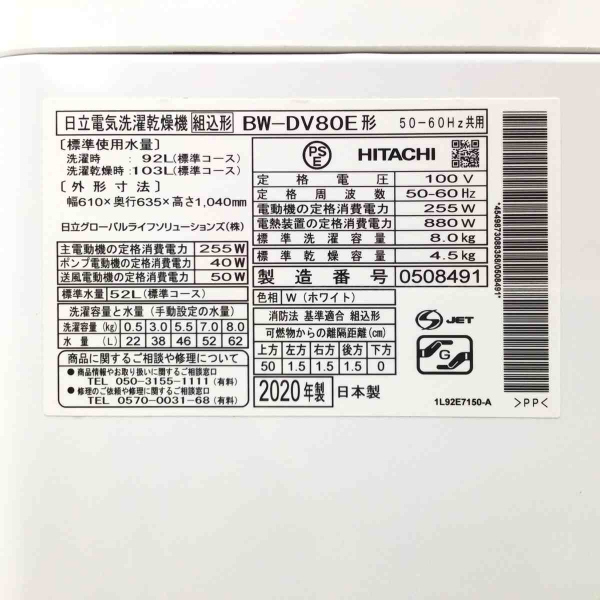 日立電気洗濯乾燥機 組込形 BW-DV80E形 50-60Hz共用
［標準使用水量］
洗濯時 : 92L(標準コース)
洗濯乾燥時 : 103L(標準コース)
［外形寸法］
幅610×奥行635×高さ1,040mm
日立グローバルライフソリューションズ(株)
主電動機の定格消費電力 255W
ポンプ電動機の定格消費電力 40W
送風電動機の定格消費電力 50W
標準水量 52L(標準コース)
洗濯容量と水量（手動設定の水量）
洗濯容量(kg) 0.5 3.0 5.5 7.0 8.0
水量(L) 22 38 46 52 62
商品に関するご相談や修理について
●商品情報やお取り扱いに関するご相談窓口
TEL 050-3155-1111(有料)
●修理のご依頼や修理に関するご相談窓口
TEL 0570-0031-68(有料)
PSE HITACHI
定格電圧 100V
定格周波数 50-60Hz
電動機の定格消費電力 255W
電熱装置の定格消費電力 880W
標準洗濯容量 8.0kg
標準乾燥容量 4.5kg
製造番号 0508491
色相 W（ホワイト）
消防法 基準適合 組込形
可燃物からの離隔距離(cm)
上方 左方 右方 後方 下方
50 1.5 1.5 1.5 0
2020年製 日本製
S JET
G
1L92E7150-A
*4549873088358050849​1*
>PP<